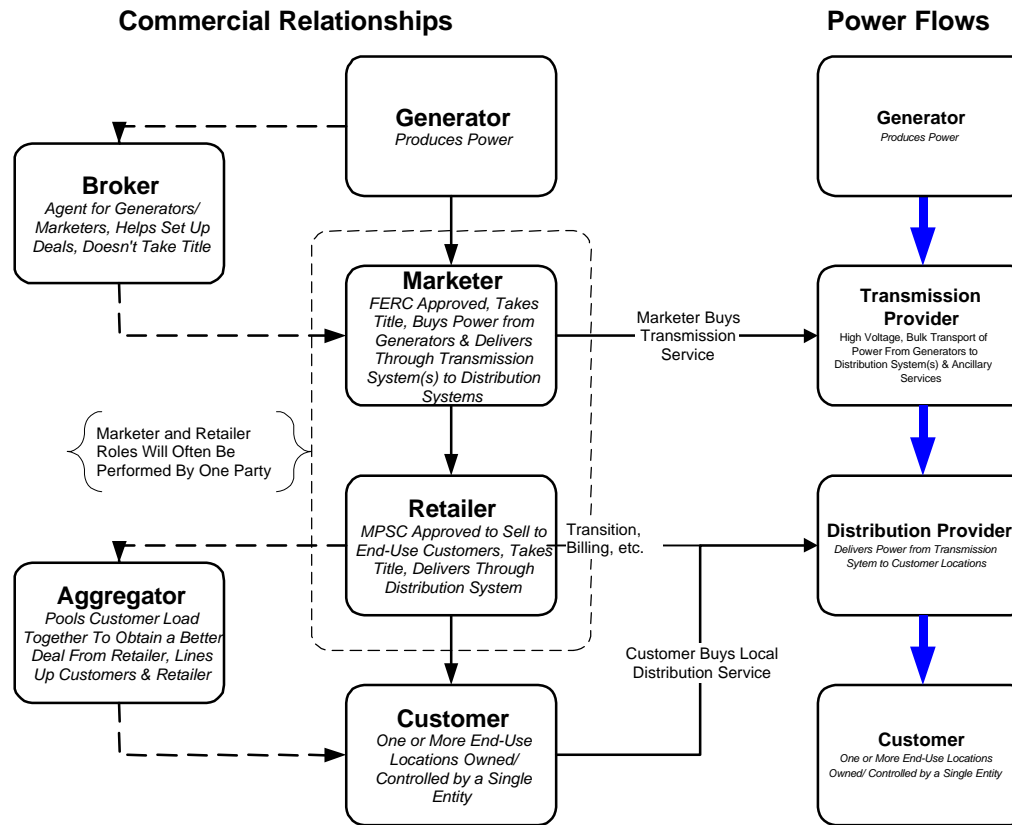 Commercial Relationships
Power Flows
Generator
Produces Power
Generator
Produces Power
Broker
Agent for Generators/
Marketers, Helps Set Up
Deals, Doesn't Take Title
Marketer
FERC Approved, Takes
Title, Buys Power from
Generators & Delivers
Through Transmission
System(s) to Distribution
Systems
Marketer Buys
Transmission
Service
Transmission
Provider
High Voltage, Bulk Transport of
Power From Generators to
Distribution System(s) & Ancillary
Services
Marketer and Retailer
Roles Will Often Be
Performed By One Party
Retailer
MPSC Approved to Sell to
End-Use Customers, Takes
Title, Delivers Through
Distribution System
Transition,
Billing, etc.
Distribution Provider
Delivers Power from Transmission
Sytem to Customer Locations
Aggregator
Pools Customer Load
Together To Obtain a Better
Deal From Retailer, Lines
Up Customers & Retailer
Customer Buys Local
Distribution Service
Customer
One or More End-Use
Locations Owned/
Controlled by a Single
Entity
Customer
One or More End-Use Locations
Owned/ Controlled by a Single Entity